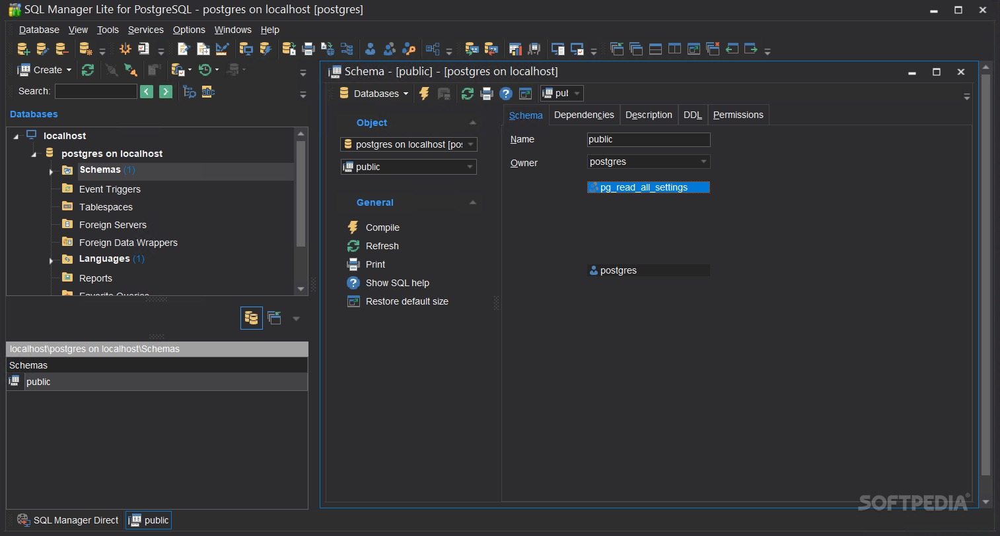 SQL Manager Lite for PostgreSQL - postgres on localhost [postgres]
Database View Tools Services Options Windows Help
Create
Search:
abc
Databases
localhost
postgres on localhost
Schemas (1)
Event Triggers
Tablespaces
Foreign Servers
Foreign Data Wrappers
Languages (1)
Reports
Favorite Queries
localhost\postgres on localhost\Schemas
Schemas
public
SQL Manager Direct
public
Schema - [public] - [postgres on localhost]
Databases
pub
Object
postgres on localhost [po
public
General
Compile
Refresh
Print
Show SQL help
Restore default size
Schema Dependencies Description DDL Permissions
Name public
Owner postgres
pg_read_all_settings
postgres
SOFTPEDIA®